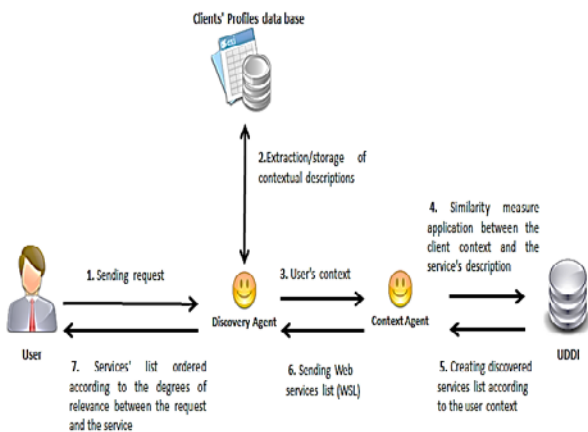 Clients' Profiles data base
2.Extraction/storage of
contextual descriptions
4. Similarity measure
application between the
client context and the
service's description
1. Sending request
3. User's context
Discovery Agent
Context Agent
User
UDDI
7. Services' list ordered
according to the degrees of
relevance between the request
and the service
6. Sending Web
services list (WSL)
5. Creating discovered
services list according
to the user context